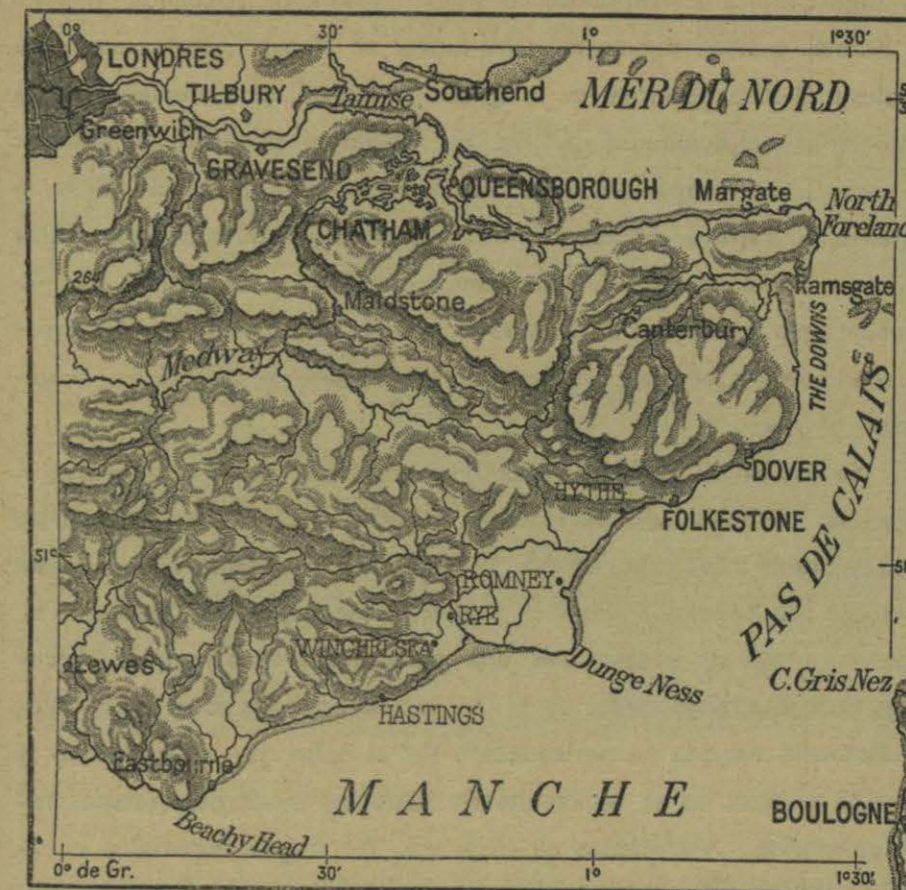 0° 30' 1° 1°30'
LONDRES
MER DU NORD
TILBURY
Tamise
Southend
Greenwich
GRAVESEND
QUEENSBOROUGH
Margate
North
Foreland
CHATHAM
Ramsgate
264
Maidstone
Canterbury
THE DOWNS
Medway
PAS DE CALAIS
DOVER
HYTHE
FOLKESTONE
51°
ROMNEY
RYE
WINCHELSEA
Lewes
Dunge Ness
C. Gris Nez
HASTINGS
Eastbourne
MANCHE
BOULOGNE
Beachy Head
0° de Gr. 30' 1° 1°30'